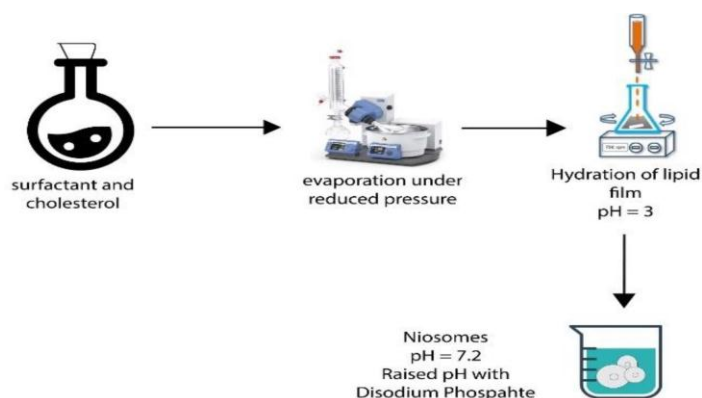 surfactant and
cholesterol
evaporation under
reduced pressure
Hydration of lipid
film
pH = 3
Niosomes
pH = 7.2
Raised pH with
Disodium Phospahte